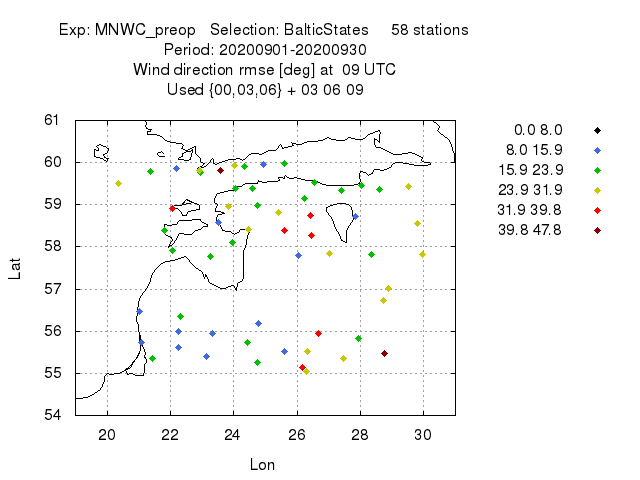 Exp: MNWC_preop   Selection: BalticStates     58 stations
Period: 20200901-20200930
Wind direction rmse [deg] at  09 UTC
Used {00,03,06} + 03 06 09
61
60
59
58
57
56
55
54
Lat
20 22 24 26 28 30
Lon
0.0 8.0
8.0 15.9
15.9 23.9
23.9 31.9
31.9 39.8
39.8 47.8